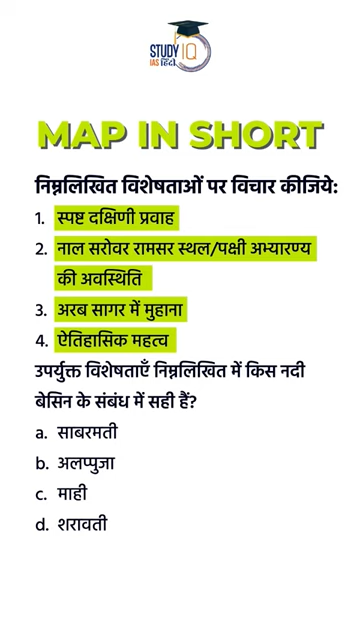 STUDY IQ
IAS हिंदी
MAP IN SHORT
निम्नलिखित विशेषताओं पर विचार कीजिये:
1. स्पष्ट दक्षिणी प्रवाह
2. नाल सरोवर रामसर स्थल/पक्षी अभ्यारण्य
की अवस्थिति
3. अरब सागर में मुहाना
4. ऐतिहासिक महत्व
उपर्युक्त विशेषताएँ निम्नलिखित में किस नदी
बेसिन के संबंध में सही हैं?
a. साबरमती
b. अलप्पुजा
c. माही
d. शरावती